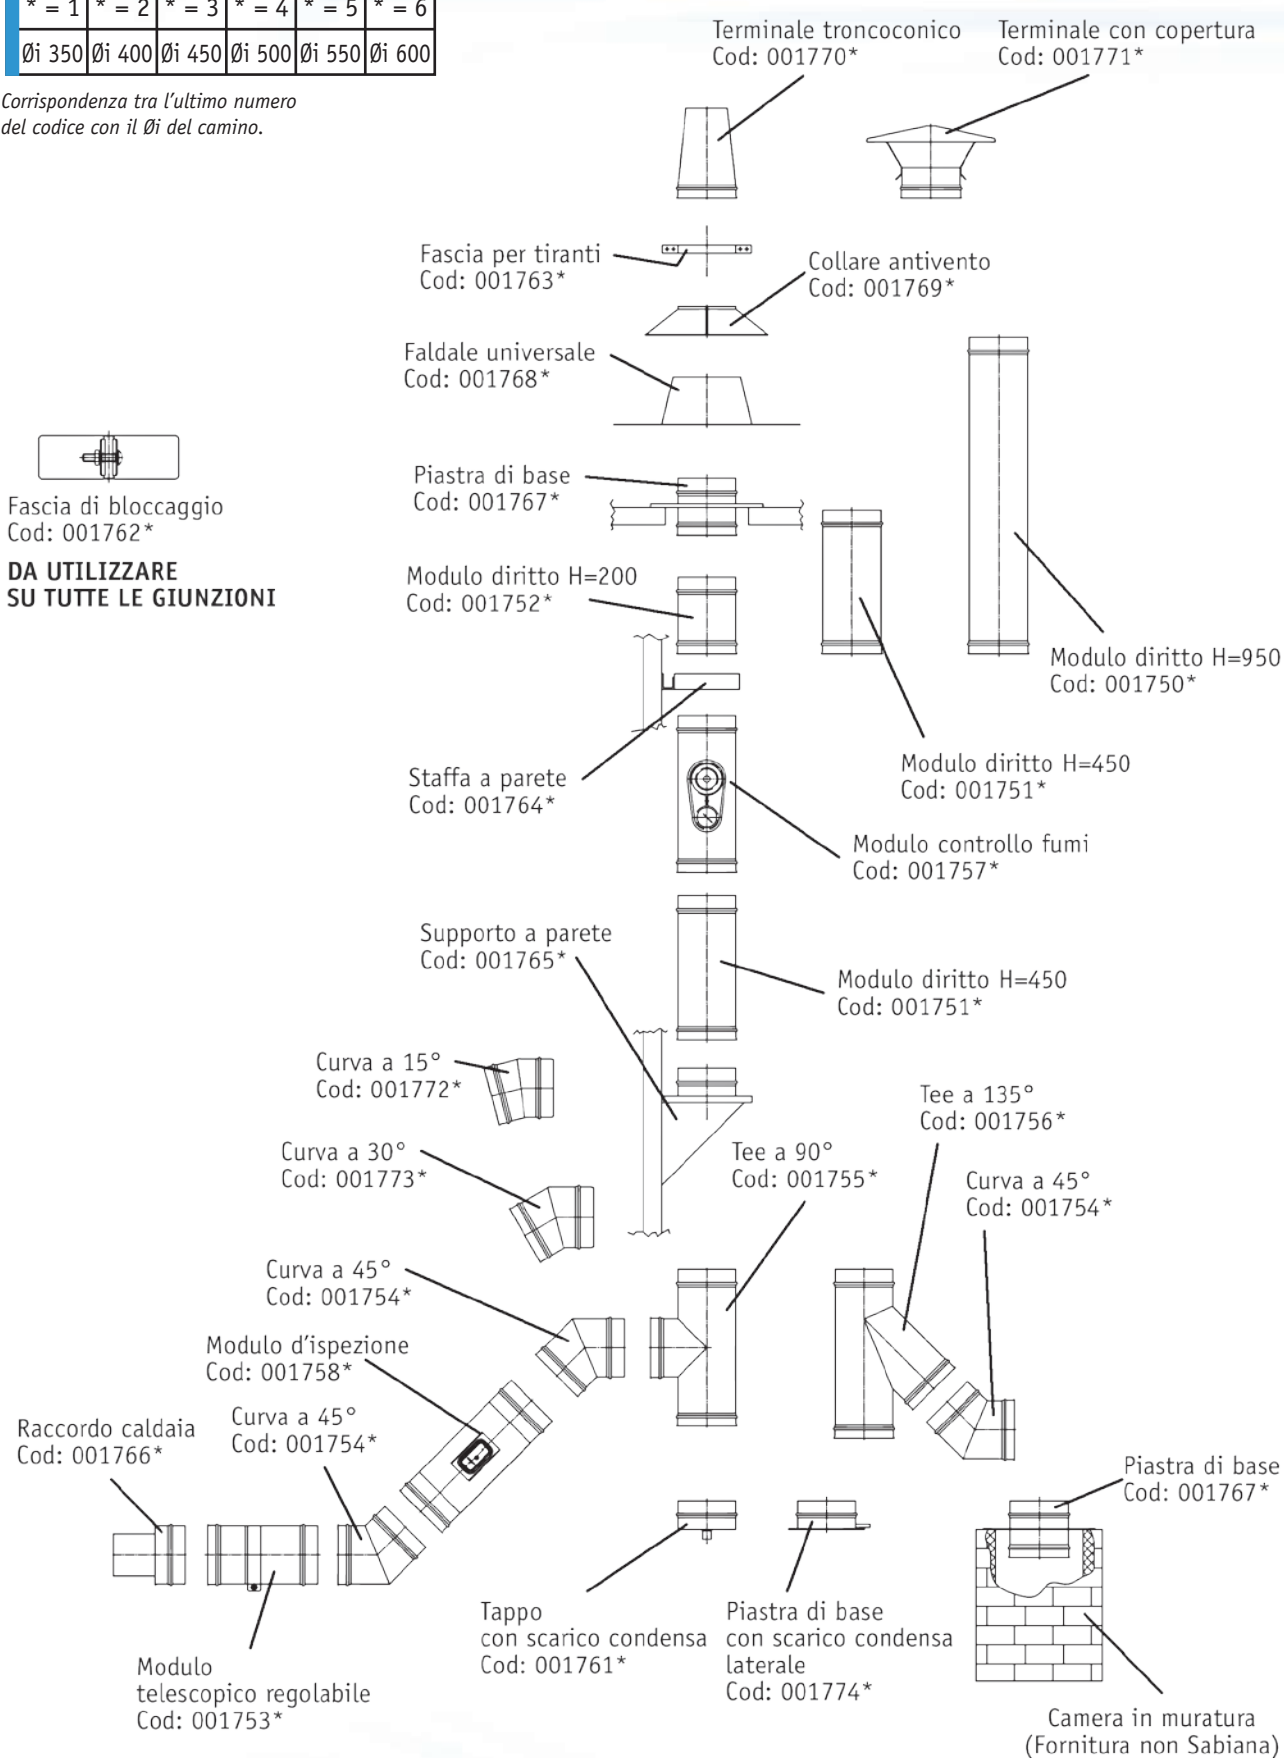 * = 1 * = 2 * = 3 * = 4 * = 5 * = 6
Øi 350 Øi 400 Øi 450 Øi 500 Øi 550 Øi 600
Corrispondenza tra l'ultimo numero
del codice con il Øi del camino.
Terminale troncoconico
Cod: 001770*
Terminale con copertura
Cod: 001771*
Fascia per tiranti
Cod: 001763*
Collare antivento
Cod: 001769*
Faldale universale
Cod: 001768*
Fascia di bloccaggio
Cod: 001762*
DA UTILIZZARE
SU TUTTE LE GIUNZIONI
Piastra di base
Cod: 001767*
Modulo diritto H=200
Cod: 001752*
Modulo diritto H=950
Cod: 001750*
Modulo diritto H=450
Cod: 001751*
Staffa a parete
Cod: 001764*
Modulo controllo fumi
Cod: 001757*
Supporto a parete
Cod: 001765*
Modulo diritto H=450
Cod: 001751*
Curva a 15°
Cod: 001772*
Tee a 135°
Cod: 001756*
Curva a 30°
Cod: 001773*
Tee a 90°
Cod: 001755*
Curva a 45°
Cod: 001754*
Curva a 45°
Cod: 001754*
Modulo d'ispezione
Cod: 001758*
Raccordo caldaia
Cod: 001766*
Curva a 45°
Cod: 001754*
Piastra di base
Cod: 001767*
Tappo
con scarico condensa
Cod: 001761*
Piastra di base
con scarico condensa
laterale
Cod: 001774*
Modulo
telescopico regolabile
Cod: 001753*
Camera in muratura
(Fornitura non Sabiana)